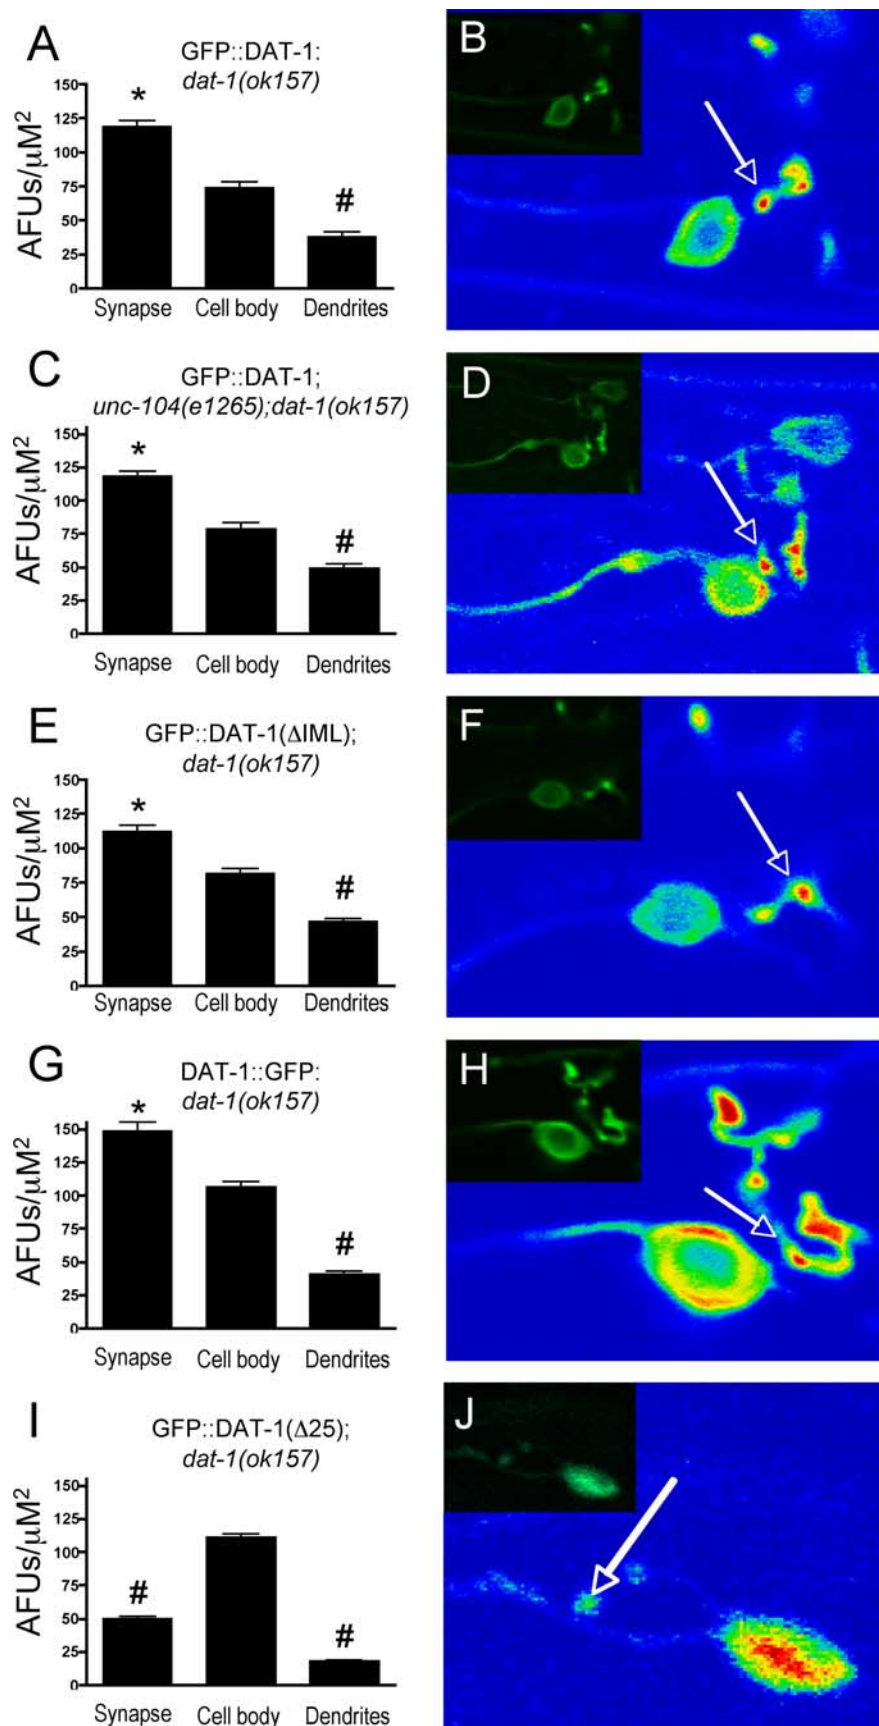 A
GFP::DAT-1:
dat-1(ok157)
AFUs/μM2
150
125
100
75
50
25
0
*
#
Synapse Cell body Dendrites
B
C
GFP::DAT-1;
unc-104(e1265);dat-1(ok157)
AFUs/μM2
150
125
100
75
50
25
0
*
#
Synapse Cell body Dendrites
D
E
GFP::DAT-1(ΔIML);
dat-1(ok157)
AFUs/μM2
150
125
100
75
50
25
0
*
#
Synapse Cell body Dendrites
F
G
DAT-1::GFP:
dat-1(ok157)
AFUs/μM2
150
125
100
75
50
25
0
*
#
Synapse Cell body Dendrites
H
I
GFP::DAT-1(Δ25);
dat-1(ok157)
AFUs/μM2
150
125
100
75
50
25
0
#
#
Synapse Cell body Dendrites
J